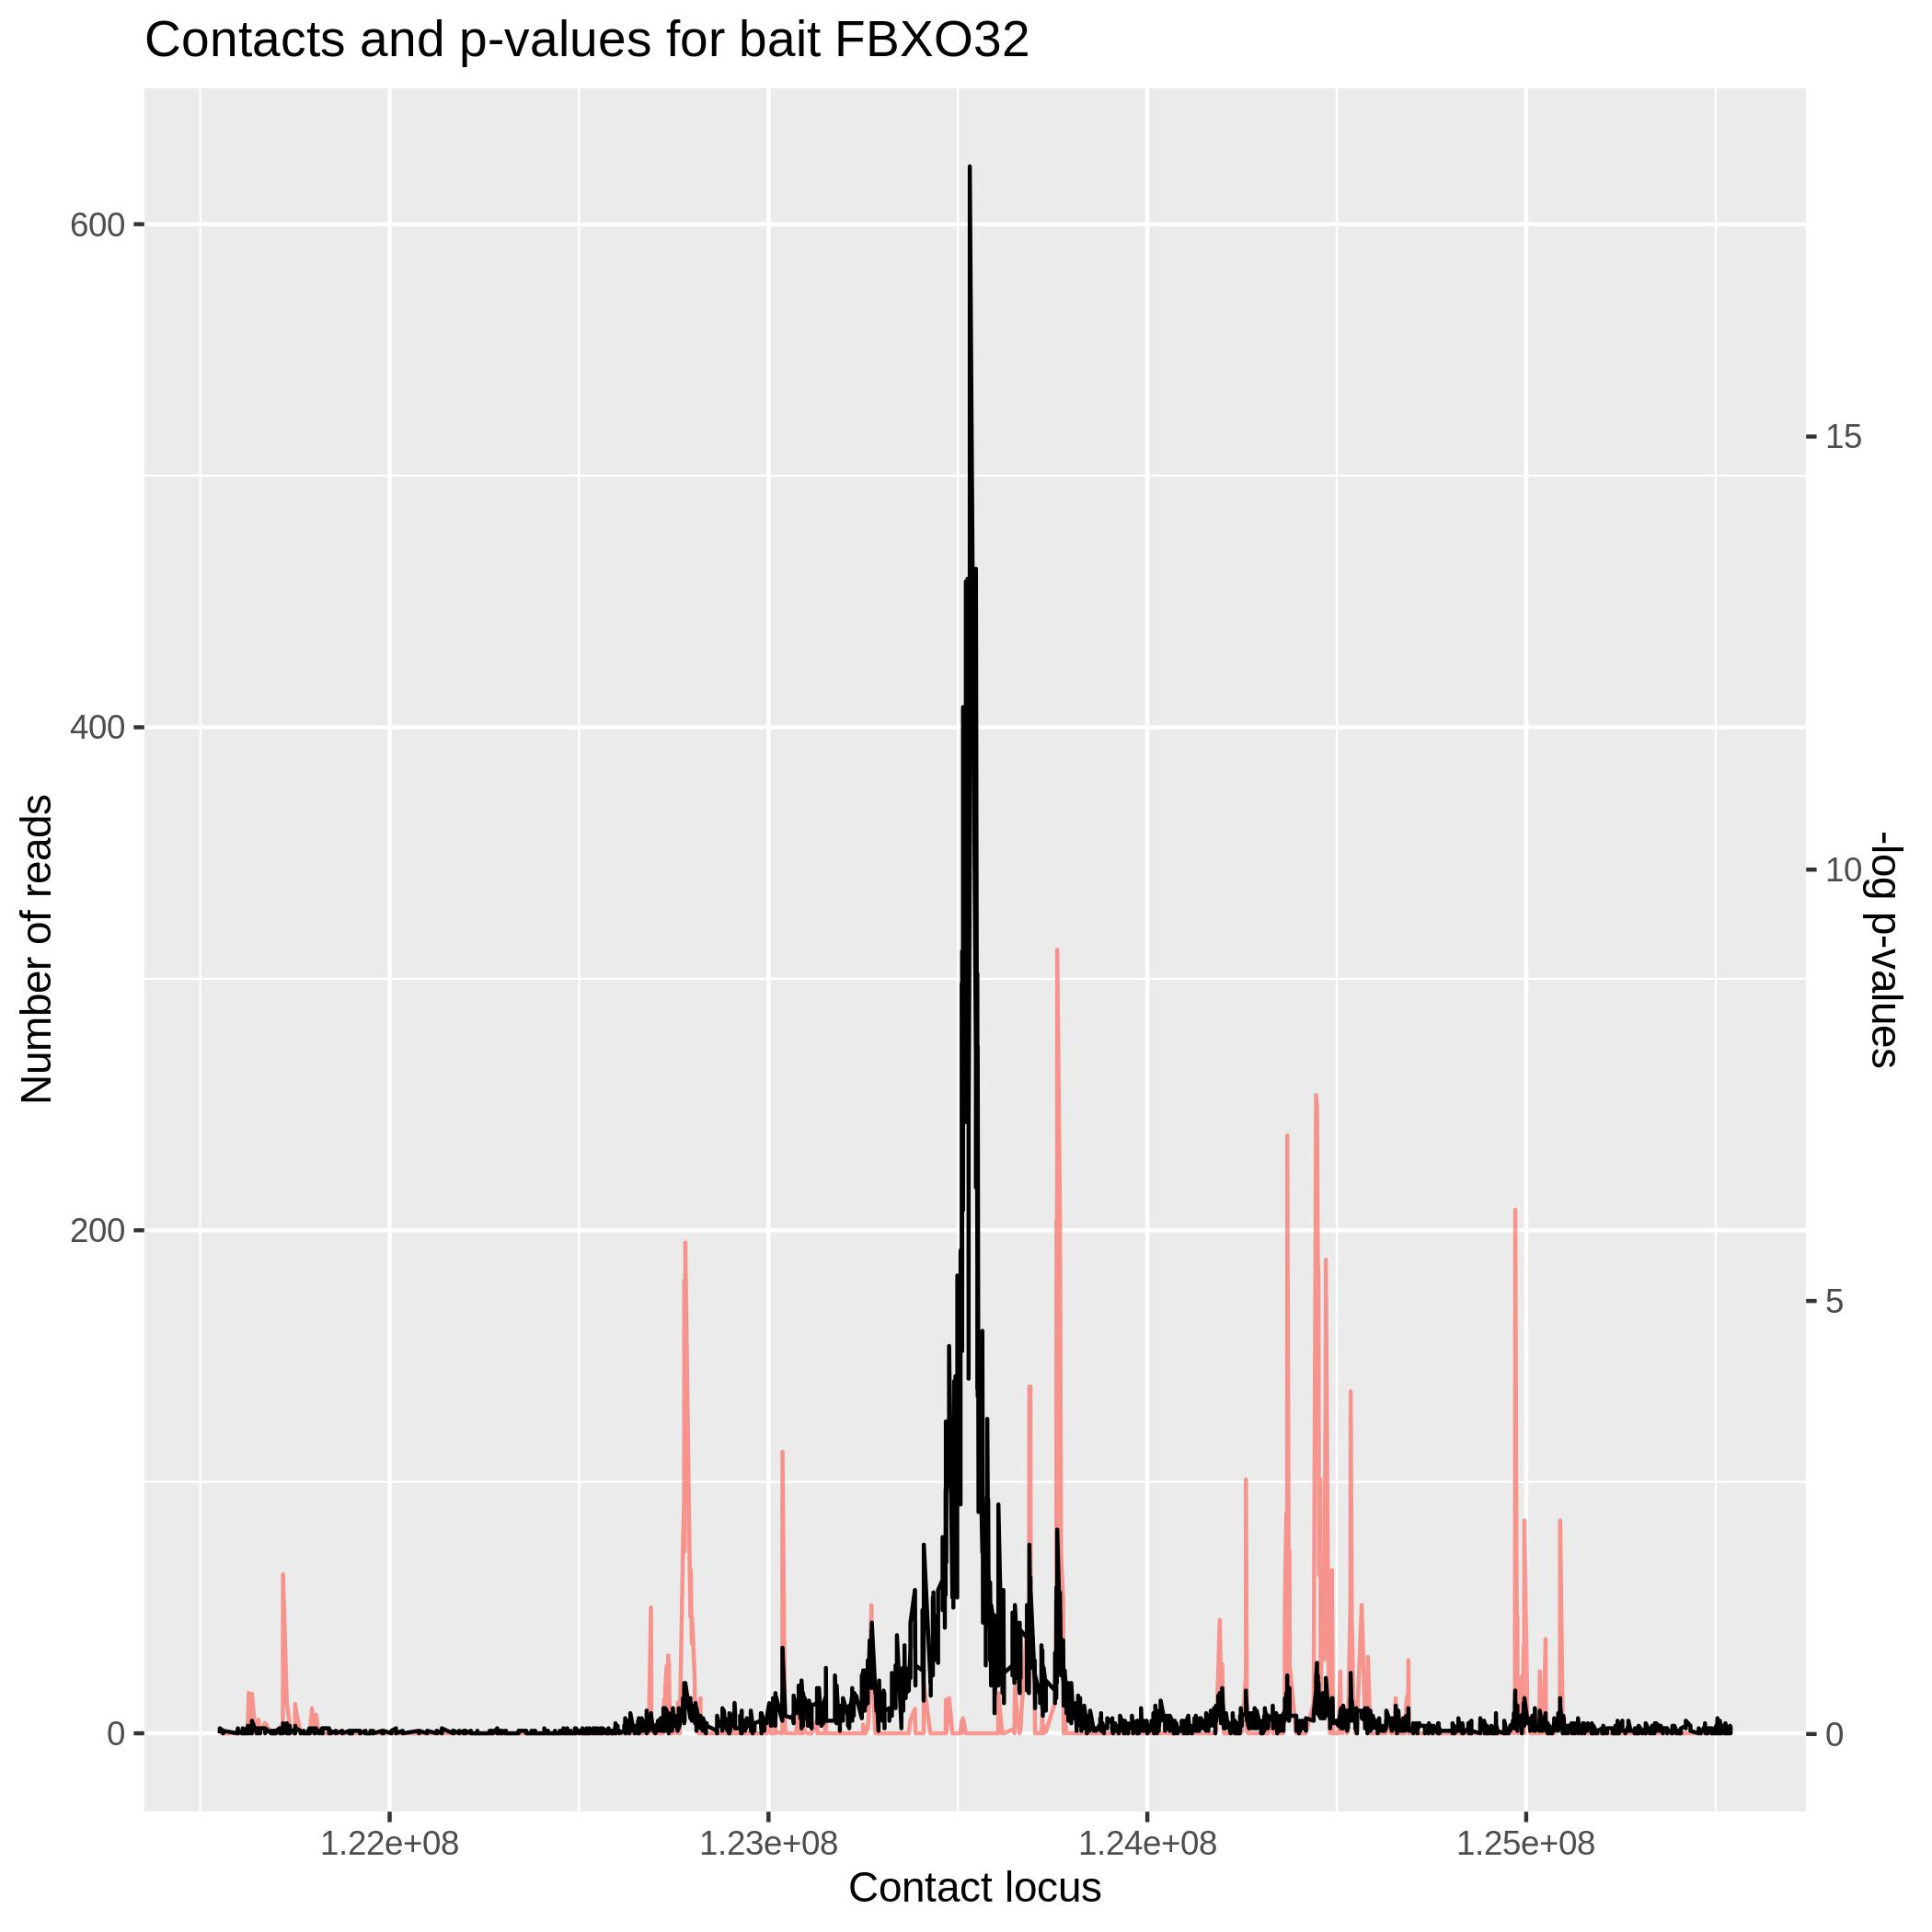 Contacts and p-values for bait FBXO32
Number of reads
600
400
200
0
15
10
5
0
-log p-values
1.22e+08 1.23e+08 1.24e+08 1.25e+08
Contact locus